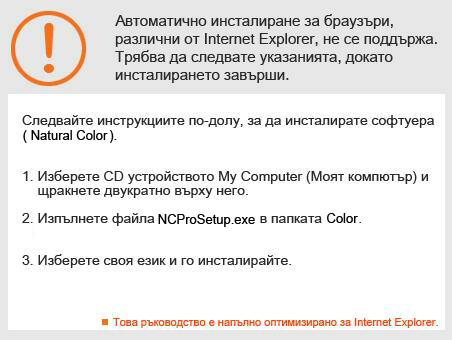 Автоматично инсталиране за браузъри,
различни от Internet Explorer, не се поддържа.
Трябва да следвате указанията, докато
инсталирането завърши.
Следвайте инструкциите по-долу, за да инсталирате софтуера
( Natural Color).
1. Изберете CD устройството My Computer (Моят компютър) и
щракнете двукратно върху него.
2. Изпълнете файла NCProSetup.exe в папката Color.
3. Изберете своя език и го инсталирайте.
Това ръководство е напълно оптимизирано за Internet Explorer.